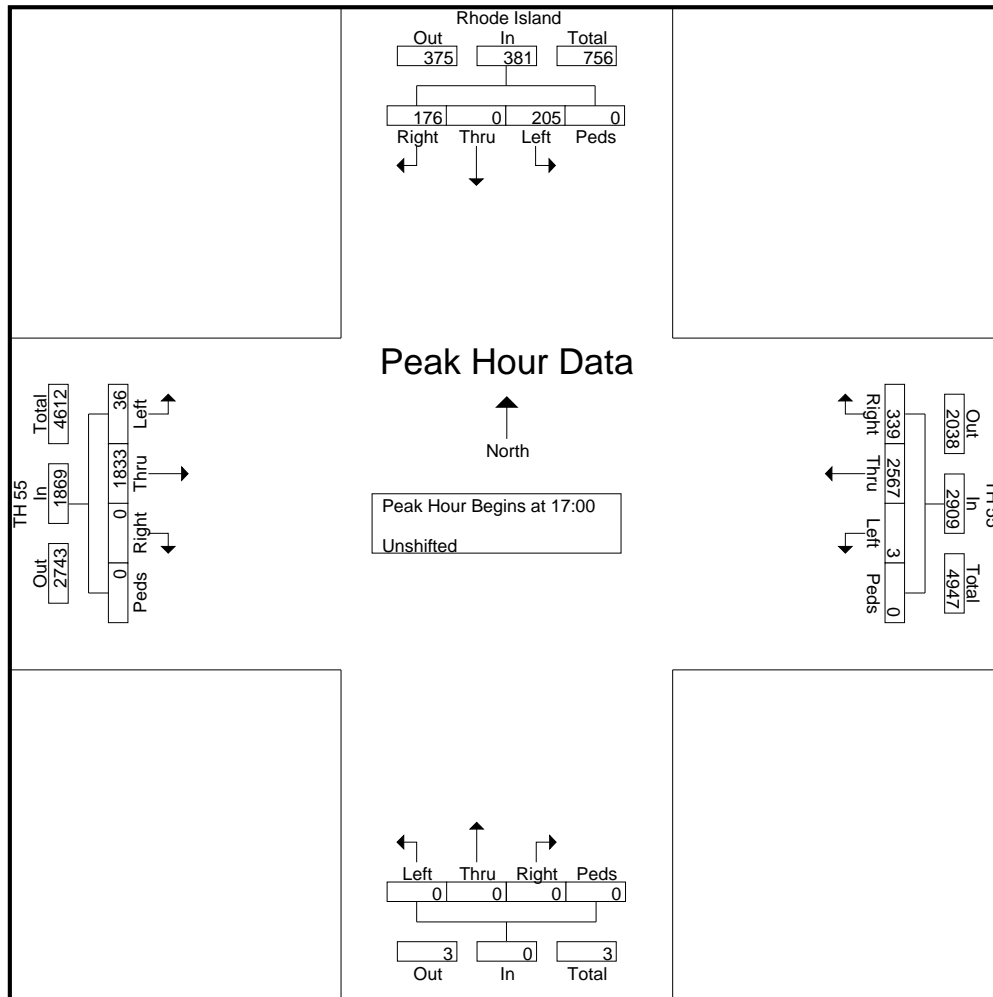 Rhode Island
Out In Total
375 381 756
176 0 205 0
Right Thru Left Peds
Peak Hour Data
North
Peak Hour Begins at 17:00
Unshifted
TH 55
Total In Out
4612 1869 2743
36 1833 0 0
Left Thru Right Peds
TH 55
Out In Total
2038 2909 4947
339 2567 3 0
Right Thru Left Peds
Left Thru Right Peds
0 0 0 0
3 0 3
Out In Total